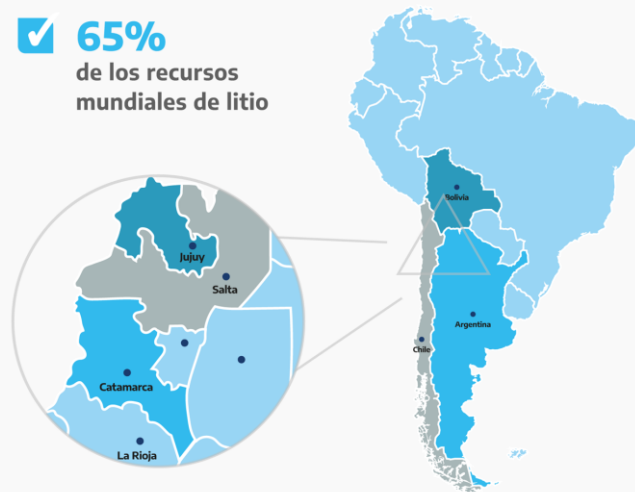 65%
de los recursos
mundiales de litio
Bolivia
Jujuy
Salta
Argentina
Chile
Catamarca
La Rioja